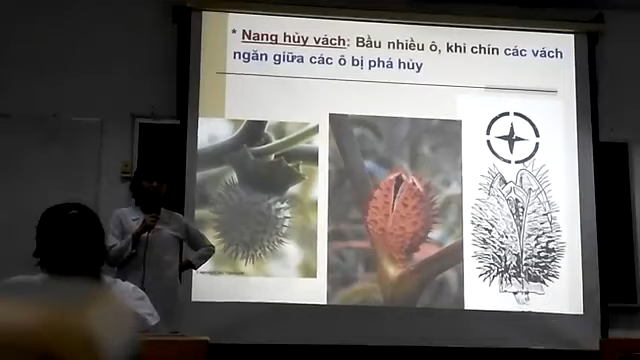 * Nang hủy vách: Bầu nhiều ô, khi chín các vách
ngăn giữa các ô bị phá hủy